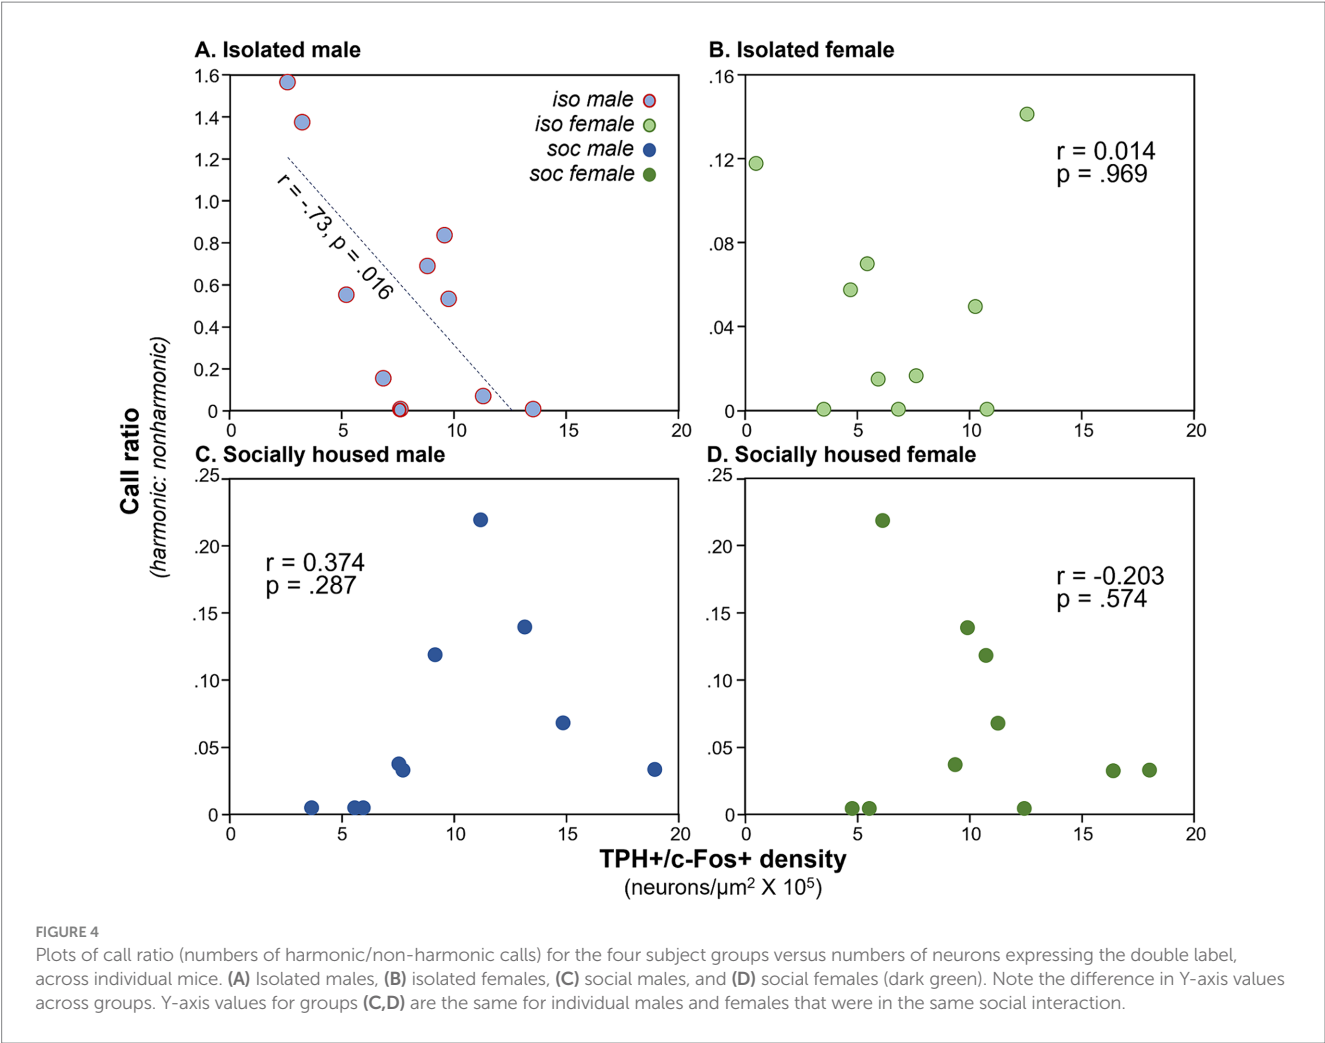 A. Isolated male
1.6
1.4
1.2
1.0
0.8
0.6
0.4
0.2
0
0
5
10
15
20
iso male
iso female
soc male
soc female
r = -.73, p = .016
B. Isolated female
.16
.12
.08
.04
0
0
5
10
15
20
r = 0.014
p = .969
Call ratio
(harmonic: nonharmonic)
C. Socially housed male
.25
.20
.15
.10
.05
0
0
5
10
15
20
r = 0.374
p = .287
D. Socially housed female
.25
.20
.15
.10
.05
0
0
5
10
15
20
r = -0.203
p = .574
TPH+/c-Fos+ density
(neurons/µm² X 10⁵)
FIGURE 4
Plots of call ratio (numbers of harmonic/non-harmonic calls) for the four subject groups versus numbers of neurons expressing the double label,
across individual mice. (A) Isolated males, (B) isolated females, (C) social males, and (D) social females (dark green). Note the difference in Y-axis values
across groups. Y-axis values for groups (C,D) are the same for individual males and females that were in the same social interaction.